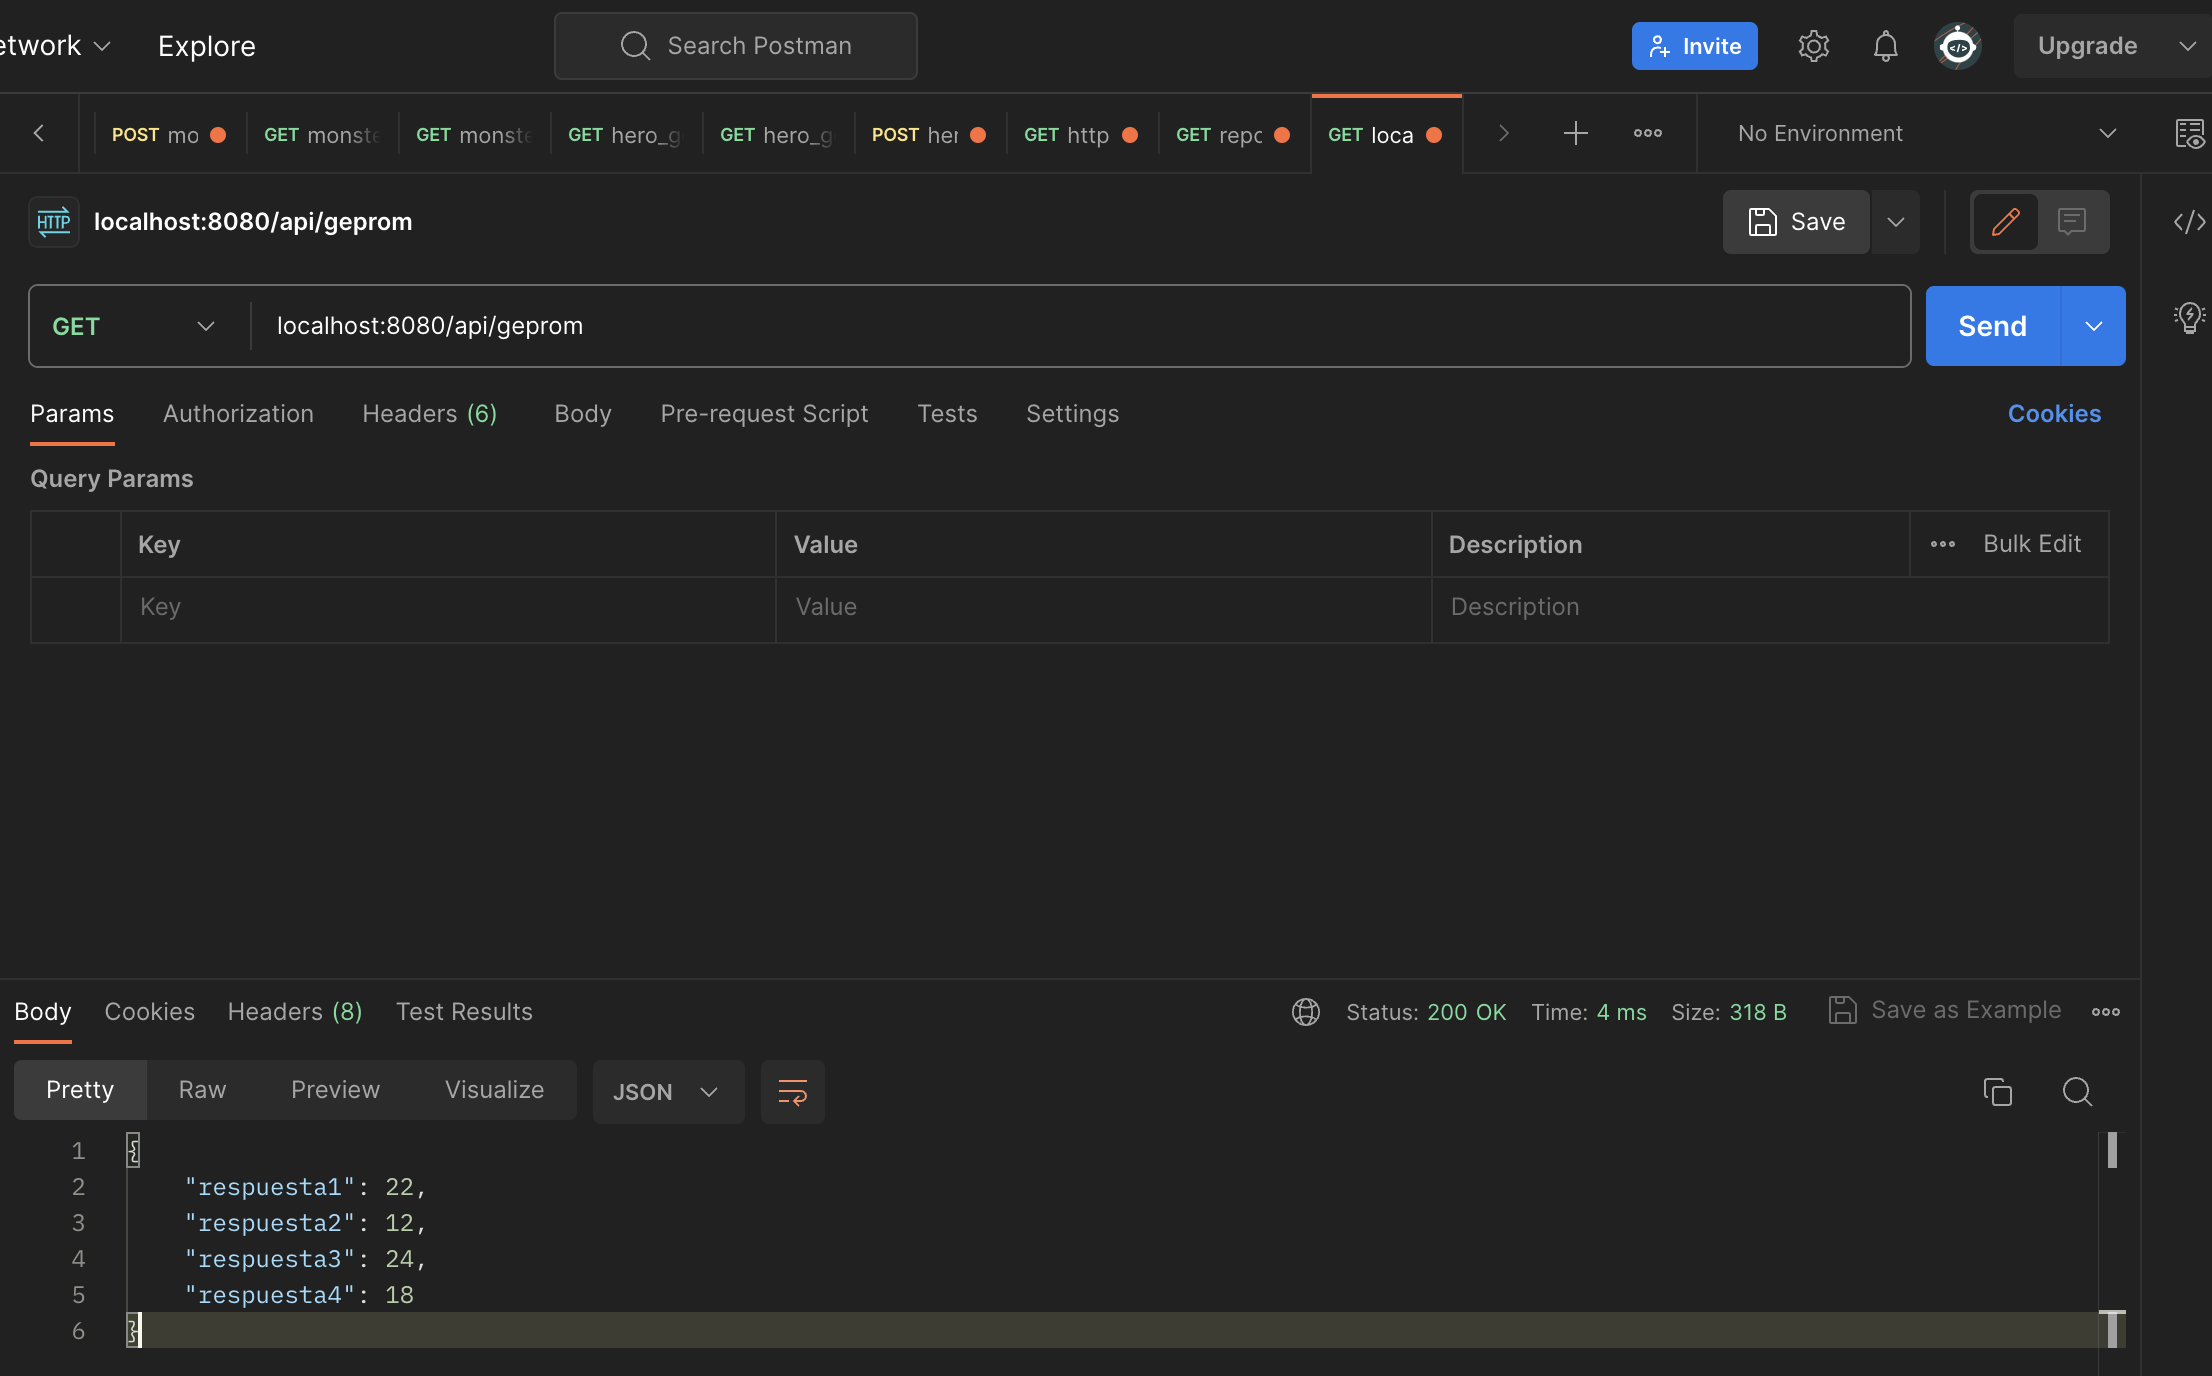 etwork Explore Search Postman Invite Upgrade
POST mo GET monste GET monste GET hero_g GET hero_g POST her GET http GET repo GET loca No Environment
HTTP localhost:8080/api/geprom Save
GET localhost:8080/api/geprom Send
Params Authorization Headers (6) Body Pre-request Script Tests Settings Cookies
Query Params
Key Value Description Bulk Edit
Key Value Description
Body Cookies Headers (8) Test Results Status: 200 OK Time: 4 ms Size: 318 B Save as Example
Pretty Raw Preview Visualize JSON
1 {
2 "respuesta1": 22,
3 "respuesta2": 12,
4 "respuesta3": 24,
5 "respuesta4": 18
6 }